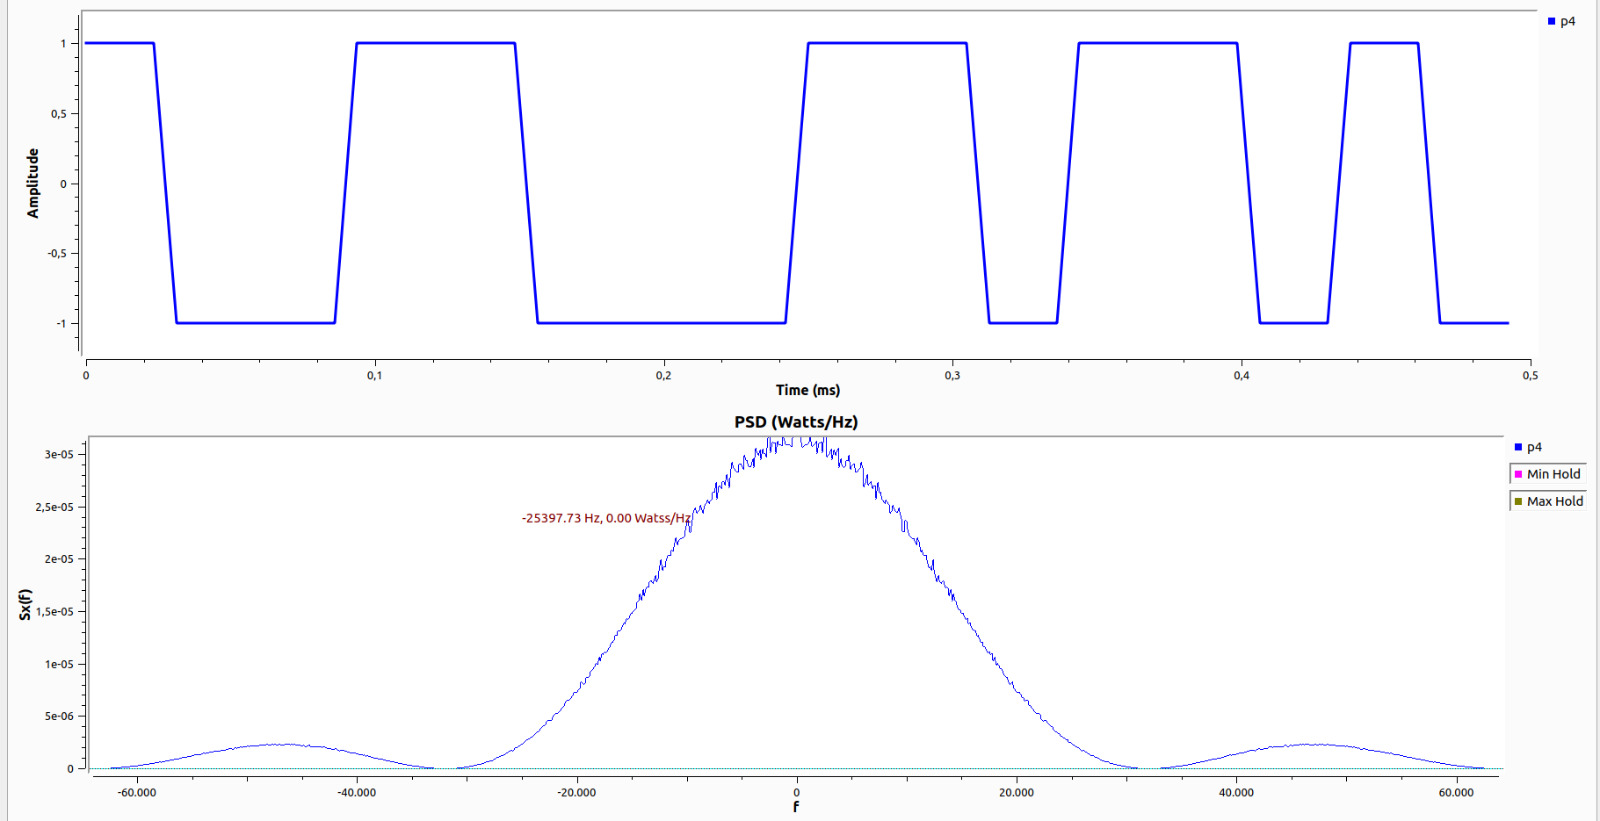 p4
1
0,5
0
-0,5
-1
Amplitude
0 0,1 0,2 0,3 0,4 0,5
Time (ms)
PSD (Watts/Hz)
p4
Min Hold
Max Hold
3e-05
2,5e-05
2e-05
1,5e-05
1e-05
5e-06
0
Sx(f)
-25397.73 Hz, 0.00 Watss/Hz
-60.000 -40.000 -20.000 0 20.000 40.000 60.000
f